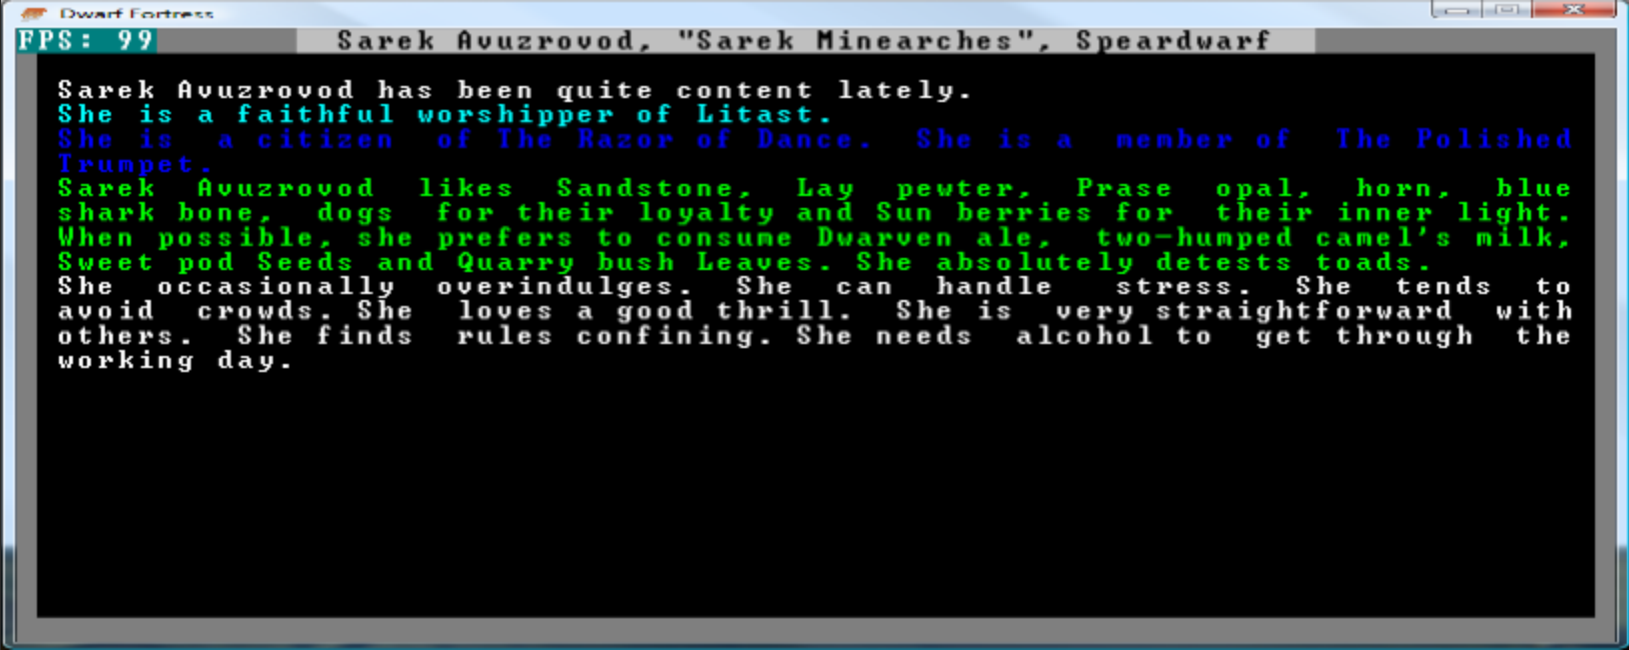 Dwarf Fortress
FPS: 99 Sarek Avuzrovod, "Sarek Minearches", Speardwarf
Sarek Avuzrovod has been quite content lately.
She is a faithful worshipper of Litast.
She is a citizen of The Razor of Dance. She is a member of The Polished
Trumpet.
Sarek Avuzrovod likes Sandstone, Lay pewter, Prase opal, horn, blue
shark bone, dogs for their loyalty and Sun berries for their inner light.
When possible, she prefers to consume Dwarven ale, two-humped camel's milk,
Sweet pod Seeds and Quarry bush Leaves. She absolutely detests toads.
She occasionally overindulges. She can handle stress. She tends to
avoid crowds. She loves a good thrill. She is very straightforward with
others. She finds rules confining. She needs alcohol to get through the
working day.